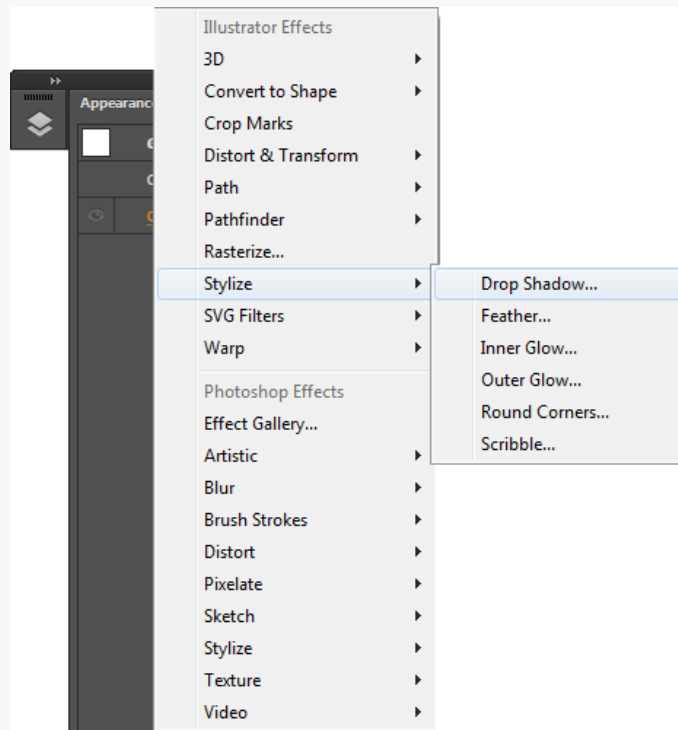 Illustrator Effects
3D
Convert to Shape
Crop Marks
Distort & Transform
Path
Pathfinder
Rasterize...
Stylize
SVG Filters
Warp
Photoshop Effects
Effect Gallery...
Artistic
Blur
Brush Strokes
Distort
Pixelate
Sketch
Stylize
Texture
Video
Drop Shadow...
Feather...
Inner Glow...
Outer Glow...
Round Corners...
Scribble...